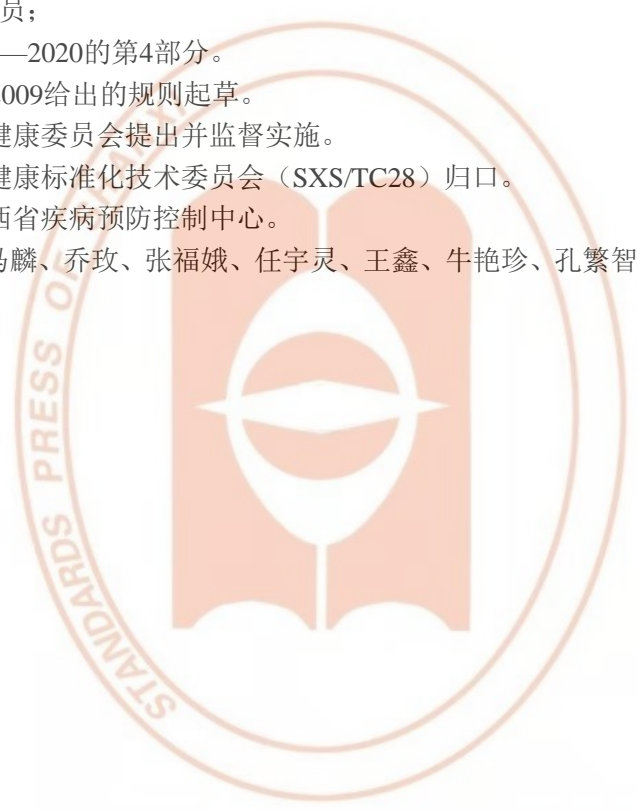 员；
—2020的第4部分。
009给出的规则起草。
健康委员会提出并监督实施。
健康标准化技术委员会（SXS/TC28）归口。
西省疾病预防控制中心。
马麟、乔玫、张福娥、任宇灵、王鑫、牛艳珍、孔繁智
STANDARDS PRESS OF